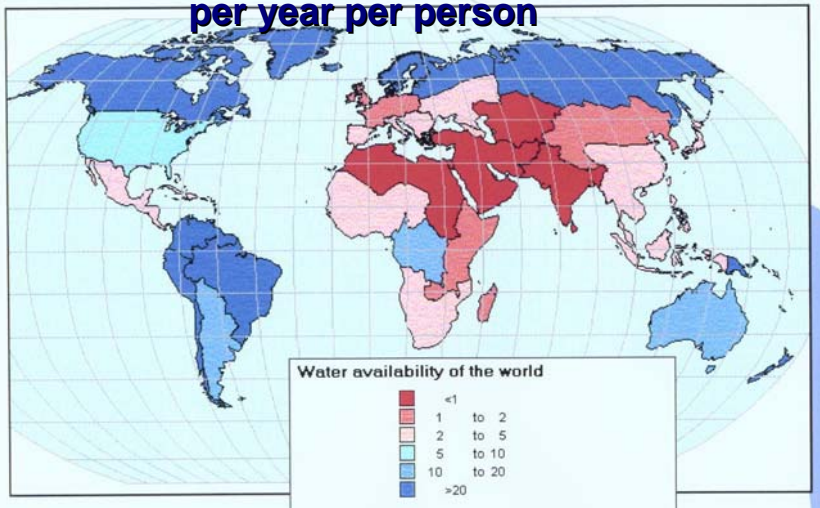 per year per person
Water availability of the world
<1
1 to 2
2 to 5
5 to 10
10 to 20
>20